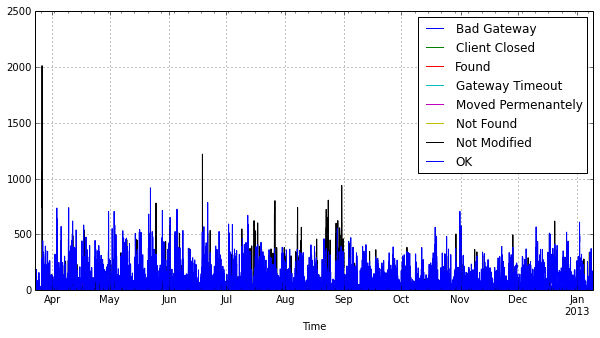 2500
2000
1500
1000
500
0
Bad Gateway
Client Closed
Found
Gateway Timeout
Moved Permenantely
Not Found
Not Modified
OK
Apr May Jun Jul Aug Sep Oct Nov Dec Jan
2013
Time